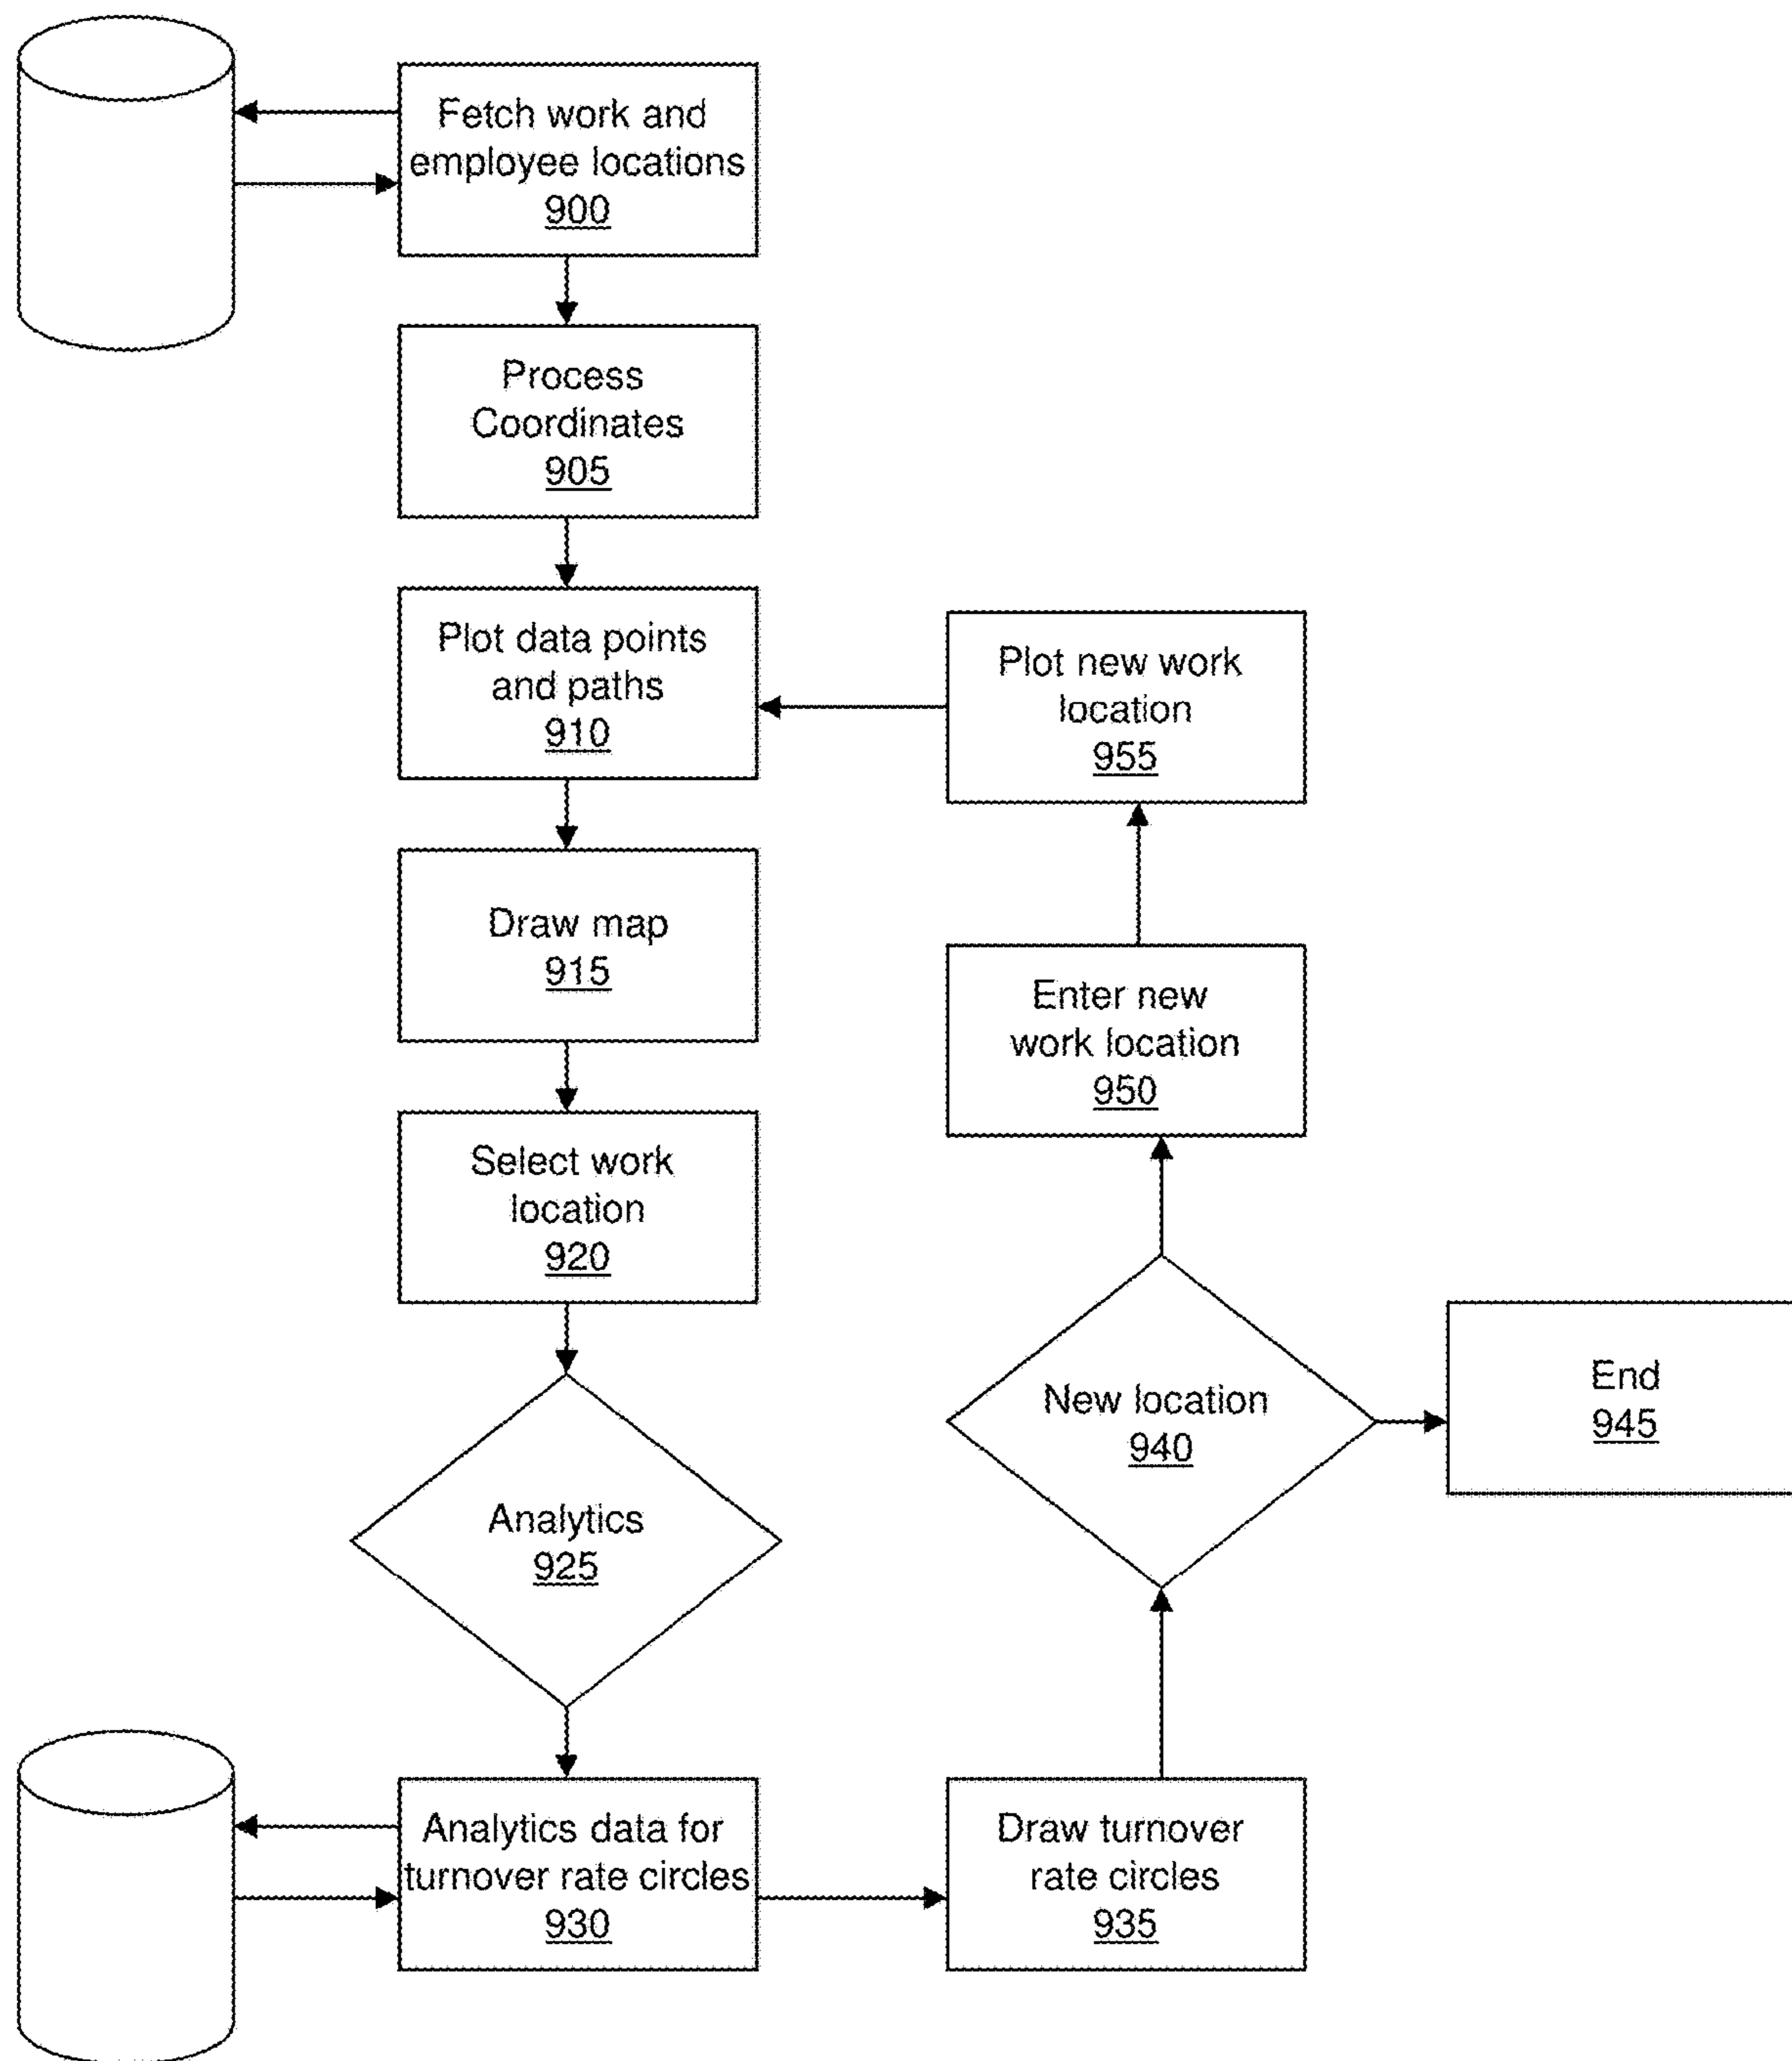 Fetch work and
employee locations
900
Process
Coordinates
905
Plot data points
and paths
910
Plot new work
location
955
Draw map
915
Enter new
work location
950
Select work
location
920
New location
940
End
945
Analytics
925
Analytics data for
turnover rate circles
930
Draw turnover
rate circles
935